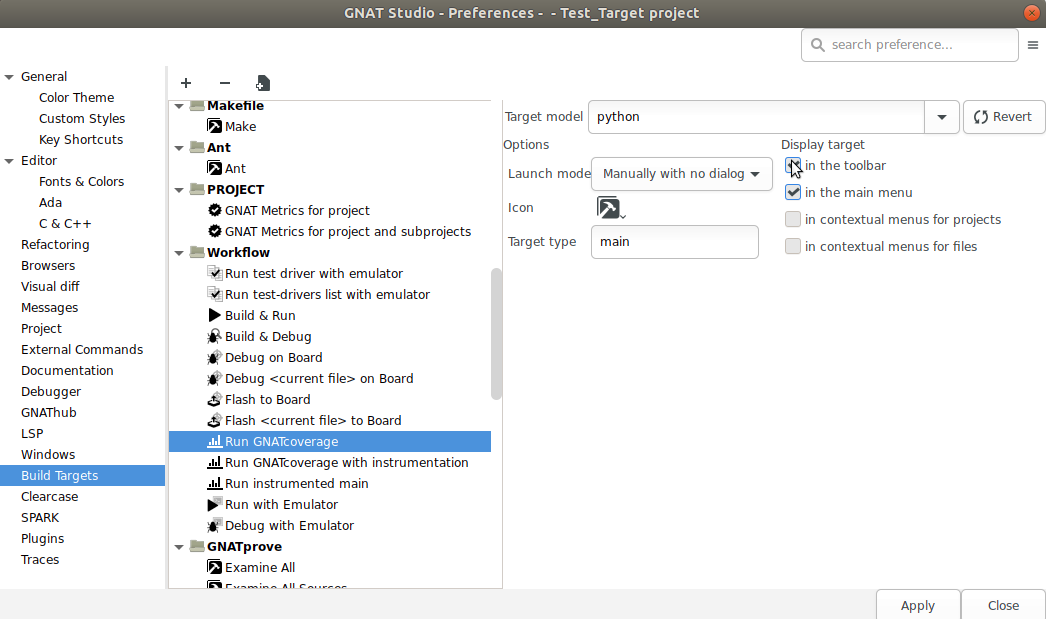 GNAT Studio - Preferences -  - Test_Target project
search preference...
General
Color Theme
Custom Styles
Key Shortcuts
Editor
Fonts & Colors
Ada
C & C++
Refactoring
Browsers
Visual diff
Messages
Project
External Commands
Documentation
Debugger
GNAThub
LSP
Windows
Build Targets
Clearcase
SPARK
Plugins
Traces
Makefile
Make
Ant
Ant
PROJECT
GNAT Metrics for project
GNAT Metrics for project and subprojects
Workflow
Run test driver with emulator
Run test-drivers list with emulator
Build & Run
Build & Debug
Debug on Board
Debug <current file> on Board
Flash to Board
Flash <current file> to Board
Run GNATcoverage
Run GNATcoverage with instrumentation
Run instrumented main
Run with Emulator
Debug with Emulator
GNATprove
Examine All
Examine All Sources
Target model python Revert
Options
Launch mode Manually with no dialog
Icon
Target type main
Display target
in the toolbar
in the main menu
in contextual menus for projects
in contextual menus for files
Apply Close